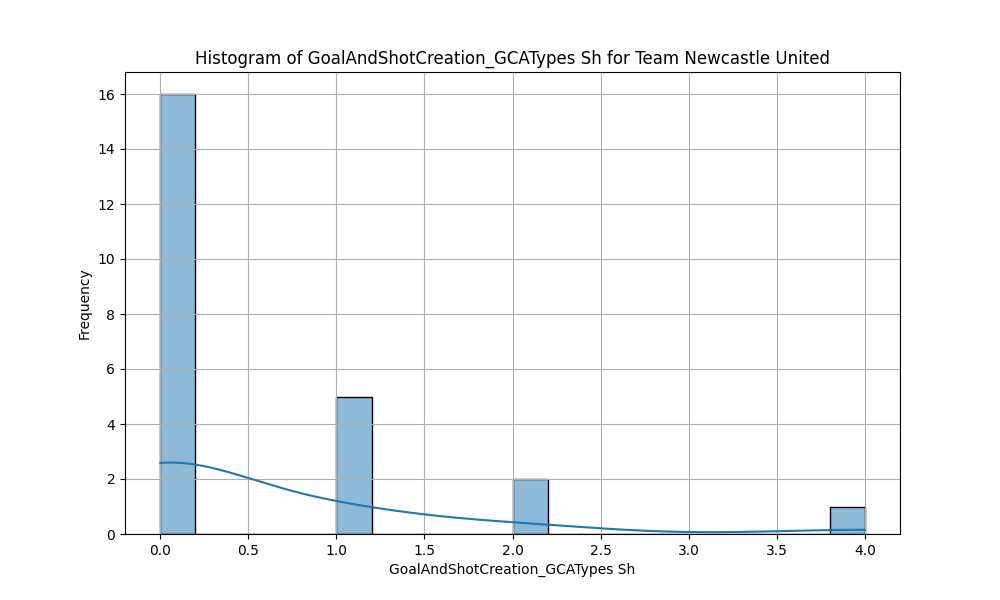 Histogram of GoalAndShotCreation_GCATypes Sh for Team Newcastle United
Frequency
16
14
12
10
8
6
4
2
0
0.0 0.5 1.0 1.5 2.0 2.5 3.0 3.5 4.0
GoalAndShotCreation_GCATypes Sh